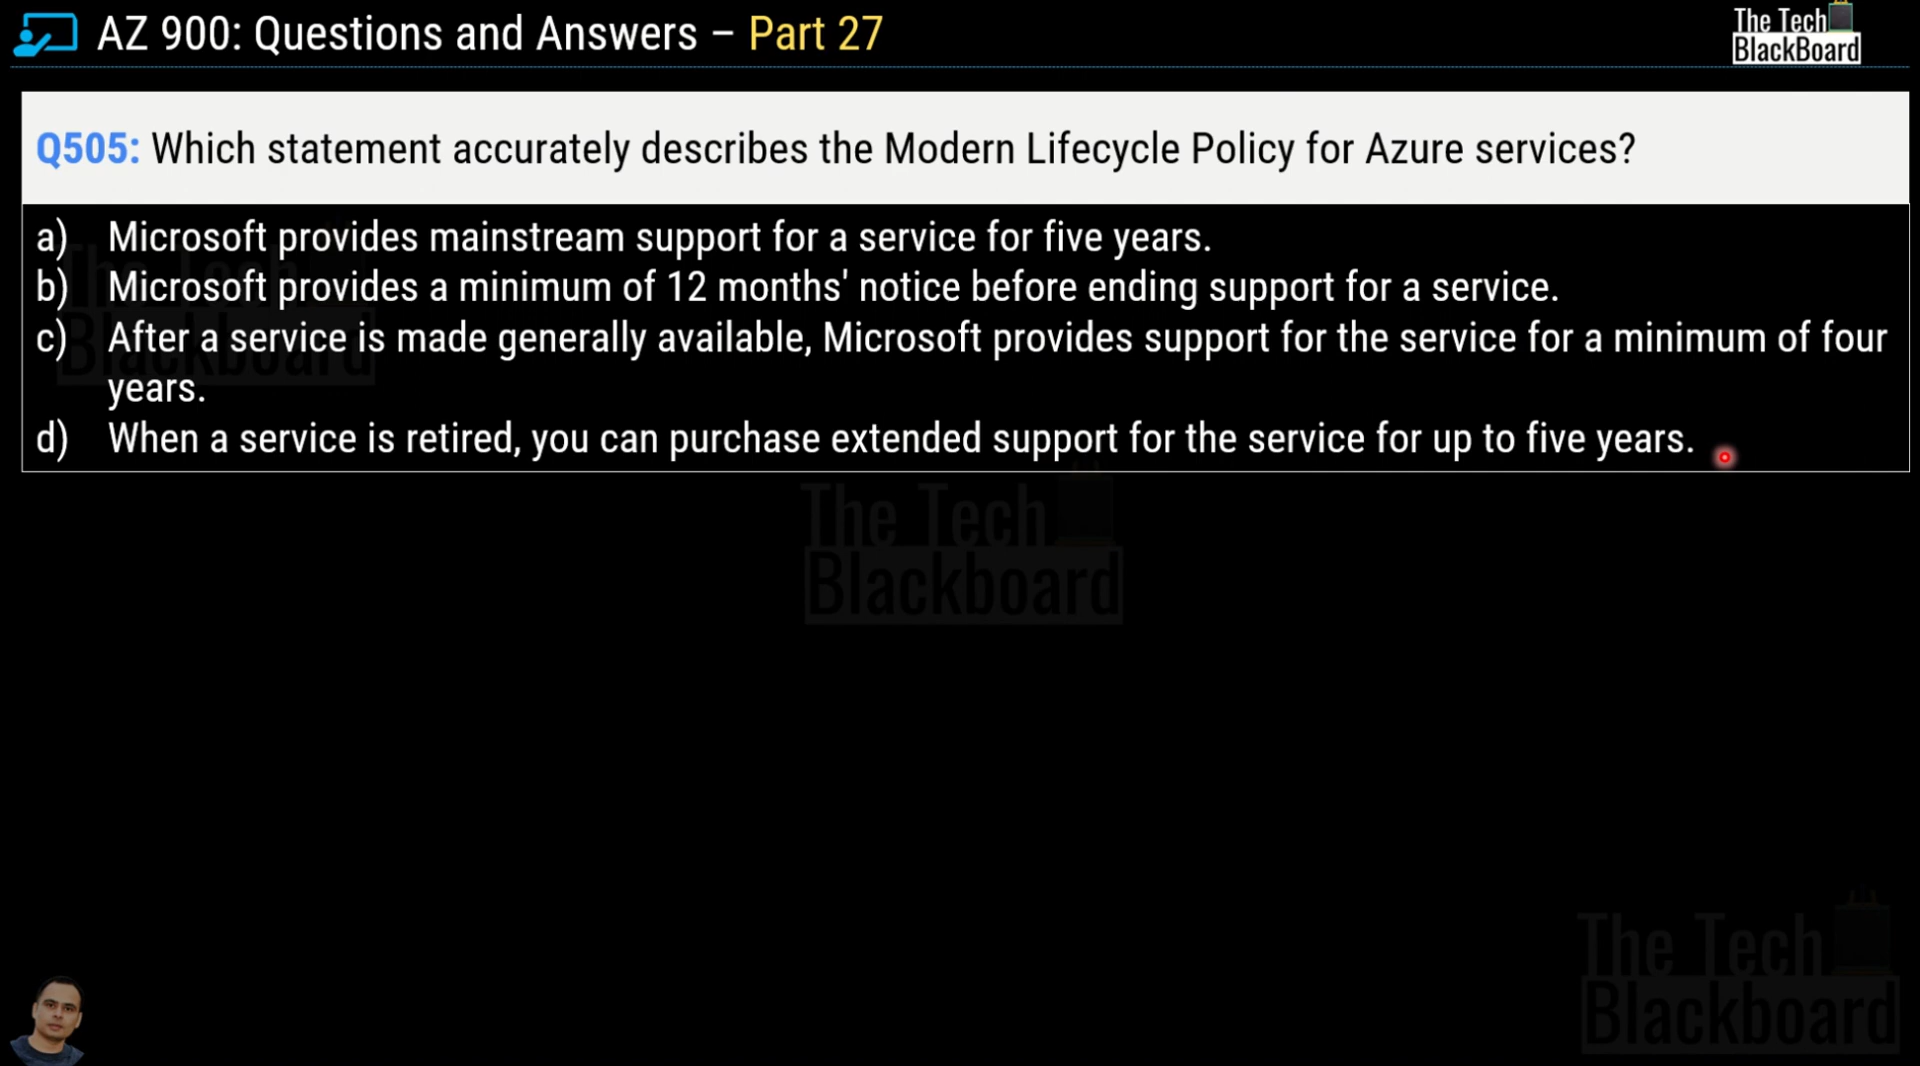 AZ 900: Questions and Answers – Part 27
The Tech
BlackBoard
Q505: Which statement accurately describes the Modern Lifecycle Policy for Azure services?
a) Microsoft provides mainstream support for a service for five years.
b) Microsoft provides a minimum of 12 months' notice before ending support for a service.
c) After a service is made generally available, Microsoft provides support for the service for a minimum of four
years.
d) When a service is retired, you can purchase extended support for the service for up to five years.
The Tech
Blackboard
The Tech
Blackboard
The Tech
Blackboard